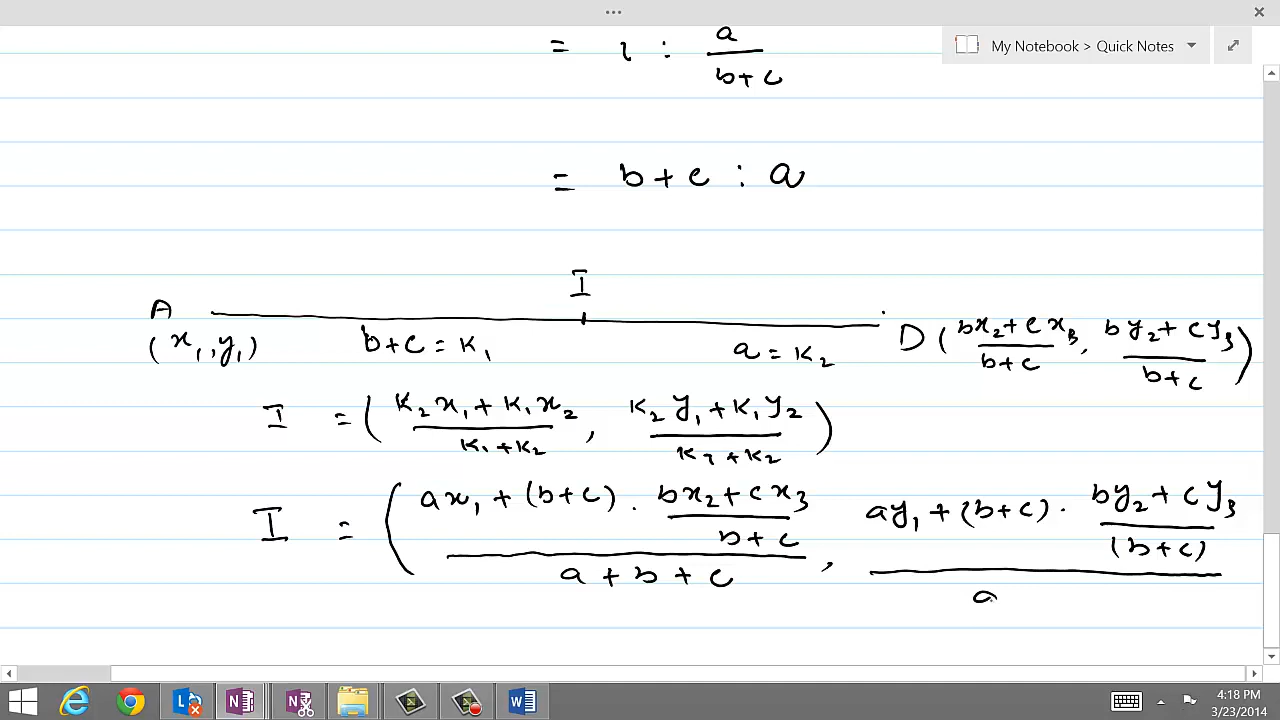 ...
×
My Notebook > Quick Notes
= 1 : a/(b+c)
= b+c : a
I
A
(x₁,y₁) b+c = K₁ a = K₂ D ( (bx₂+cx₃)/(b+c) , (by₂+cy₃)/(b+c) )
I = ( (K₂x₁+K₁x₂)/(K₁+K₂) , (K₂y₁+K₁y₂)/(K₁+K₂) )
I = ( (ax₁+(b+c)·(bx₂+cx₃)/(b+c))/(a+b+c) , (ay₁+(b+c)·(by₂+cy₃)/(b+c))/a
4:18 PM
3/23/2014